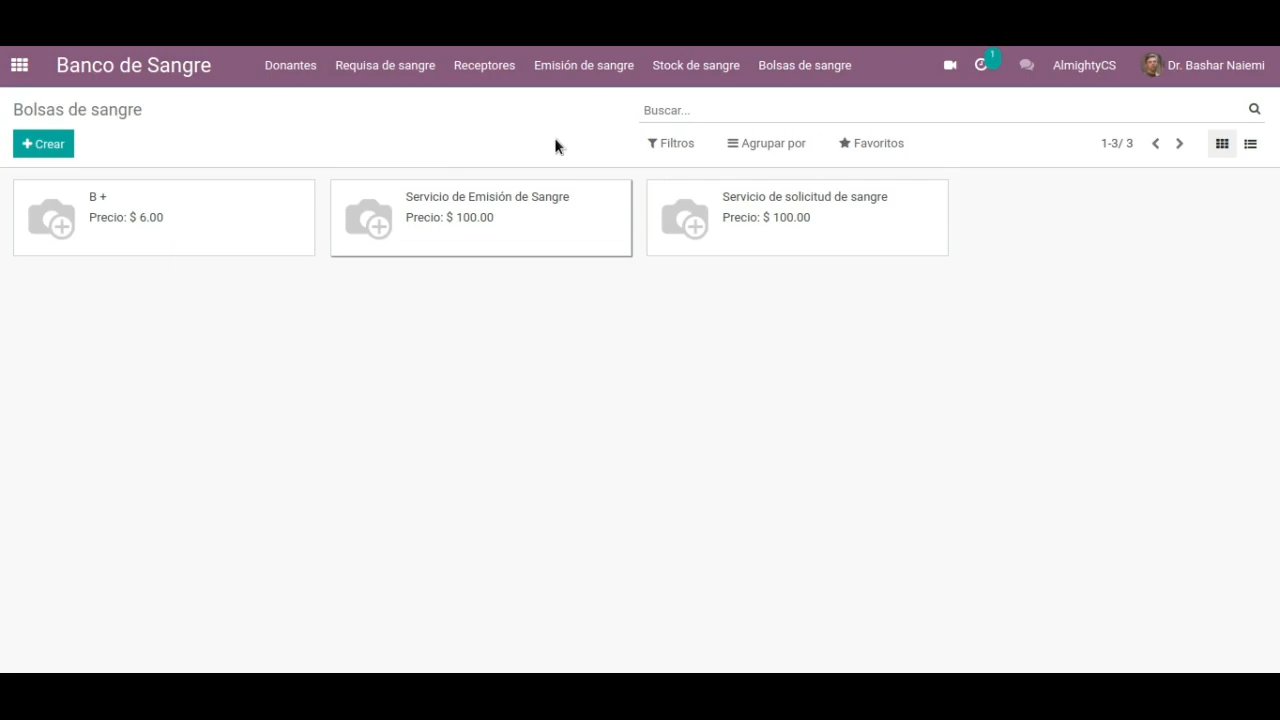 Banco de Sangre Donantes Requisa de sangre Receptores Emisión de sangre Stock de sangre Bolsas de sangre 1 AlmightyCS Dr. Bashar Naiemi
Bolsas de sangre Buscar...
Crear Filtros Agrupar por Favoritos 1-3/ 3
B + Servicio de Emisión de Sangre Servicio de solicitud de sangre
Precio: $ 6.00 Precio: $ 100.00 Precio: $ 100.00